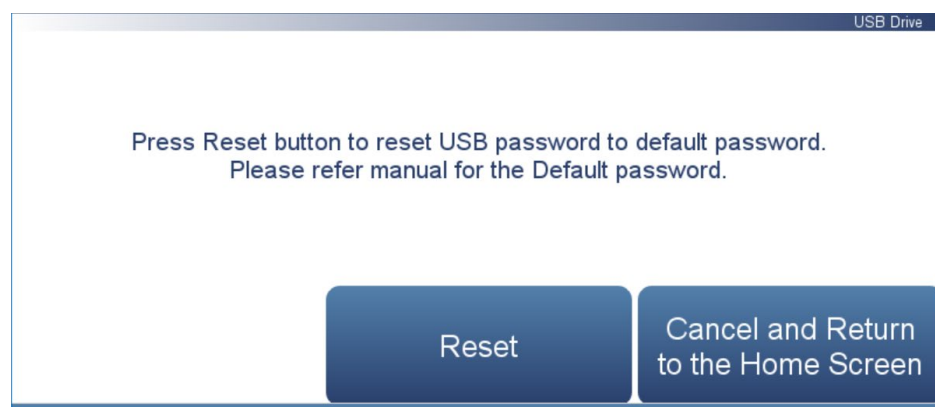 USB Drive
Press Reset button to reset USB password to default password.
Please refer manual for the Default password.
Reset
Cancel and Return
to the Home Screen